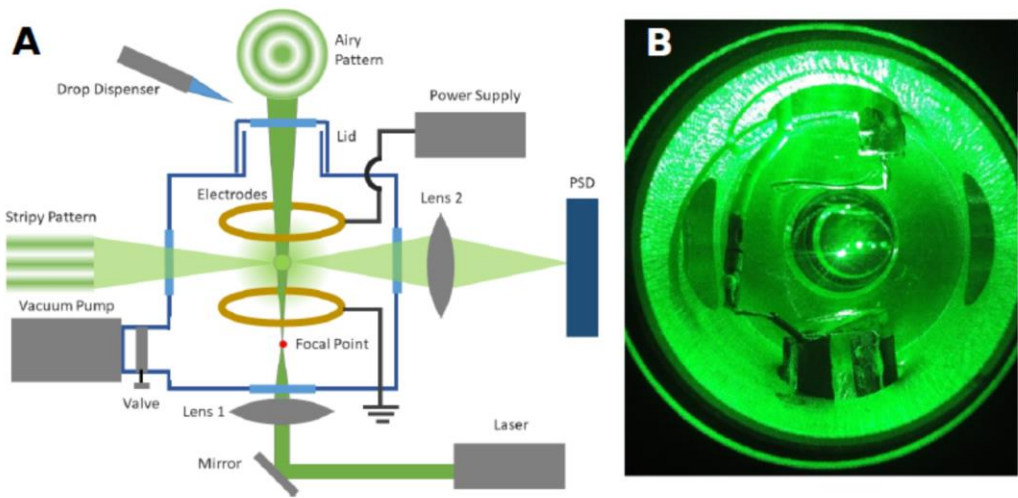 A
Airy
Pattern
Drop Dispenser
Power Supply
Lid
Electrodes
Lens 2
PSD
Stripy Pattern
Vacuum Pump
Focal Point
Valve
Lens 1
Laser
Mirror
B